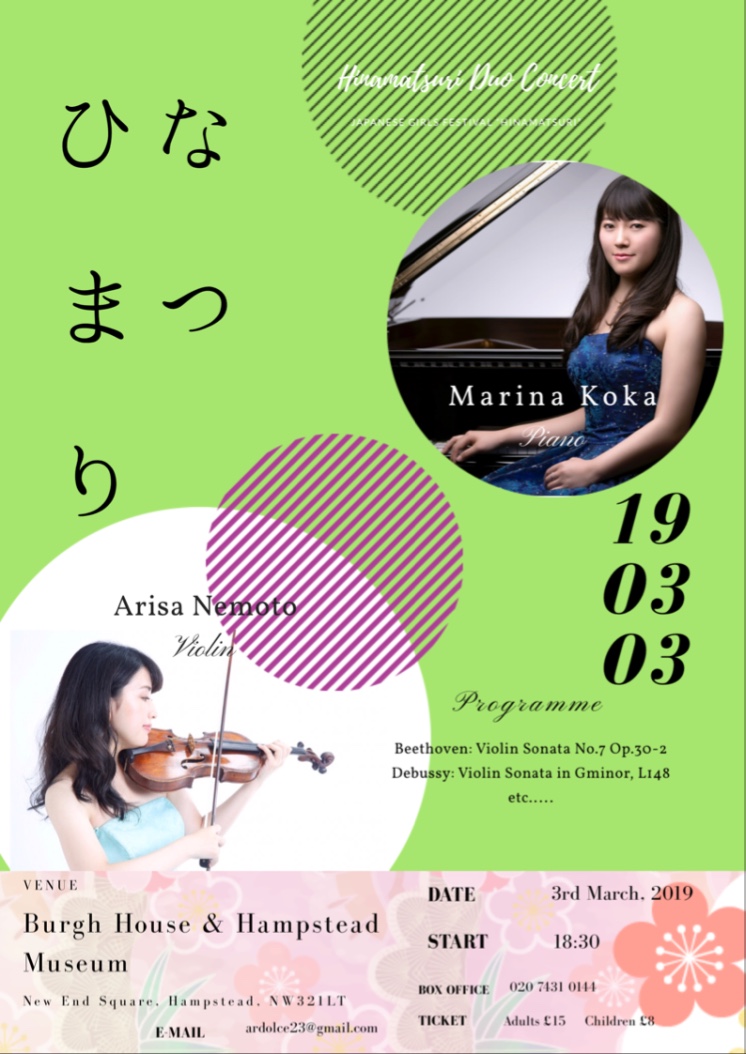 Hinamatsuri Duo Concert
JAPANESE GIRLS FESTIVAL "HINAMATSURI"
ひな
まつ
り
Marina Koka
Piano
19
03
03
Arisa Nemoto
Violin
Programme
Beethoven: Violin Sonata No.7 Op.30-2
Debussy: Violin Sonata in Gminor, L148
etc.....
VENUE
Burgh House & Hampstead
Museum
New End Square, Hampstead, NW321LT
E-MAIL ardolce23@gmail.com
DATE 3rd March, 2019
START 18:30
BOX OFFICE 020 7431 0144
TICKET Adults £15 Children £8